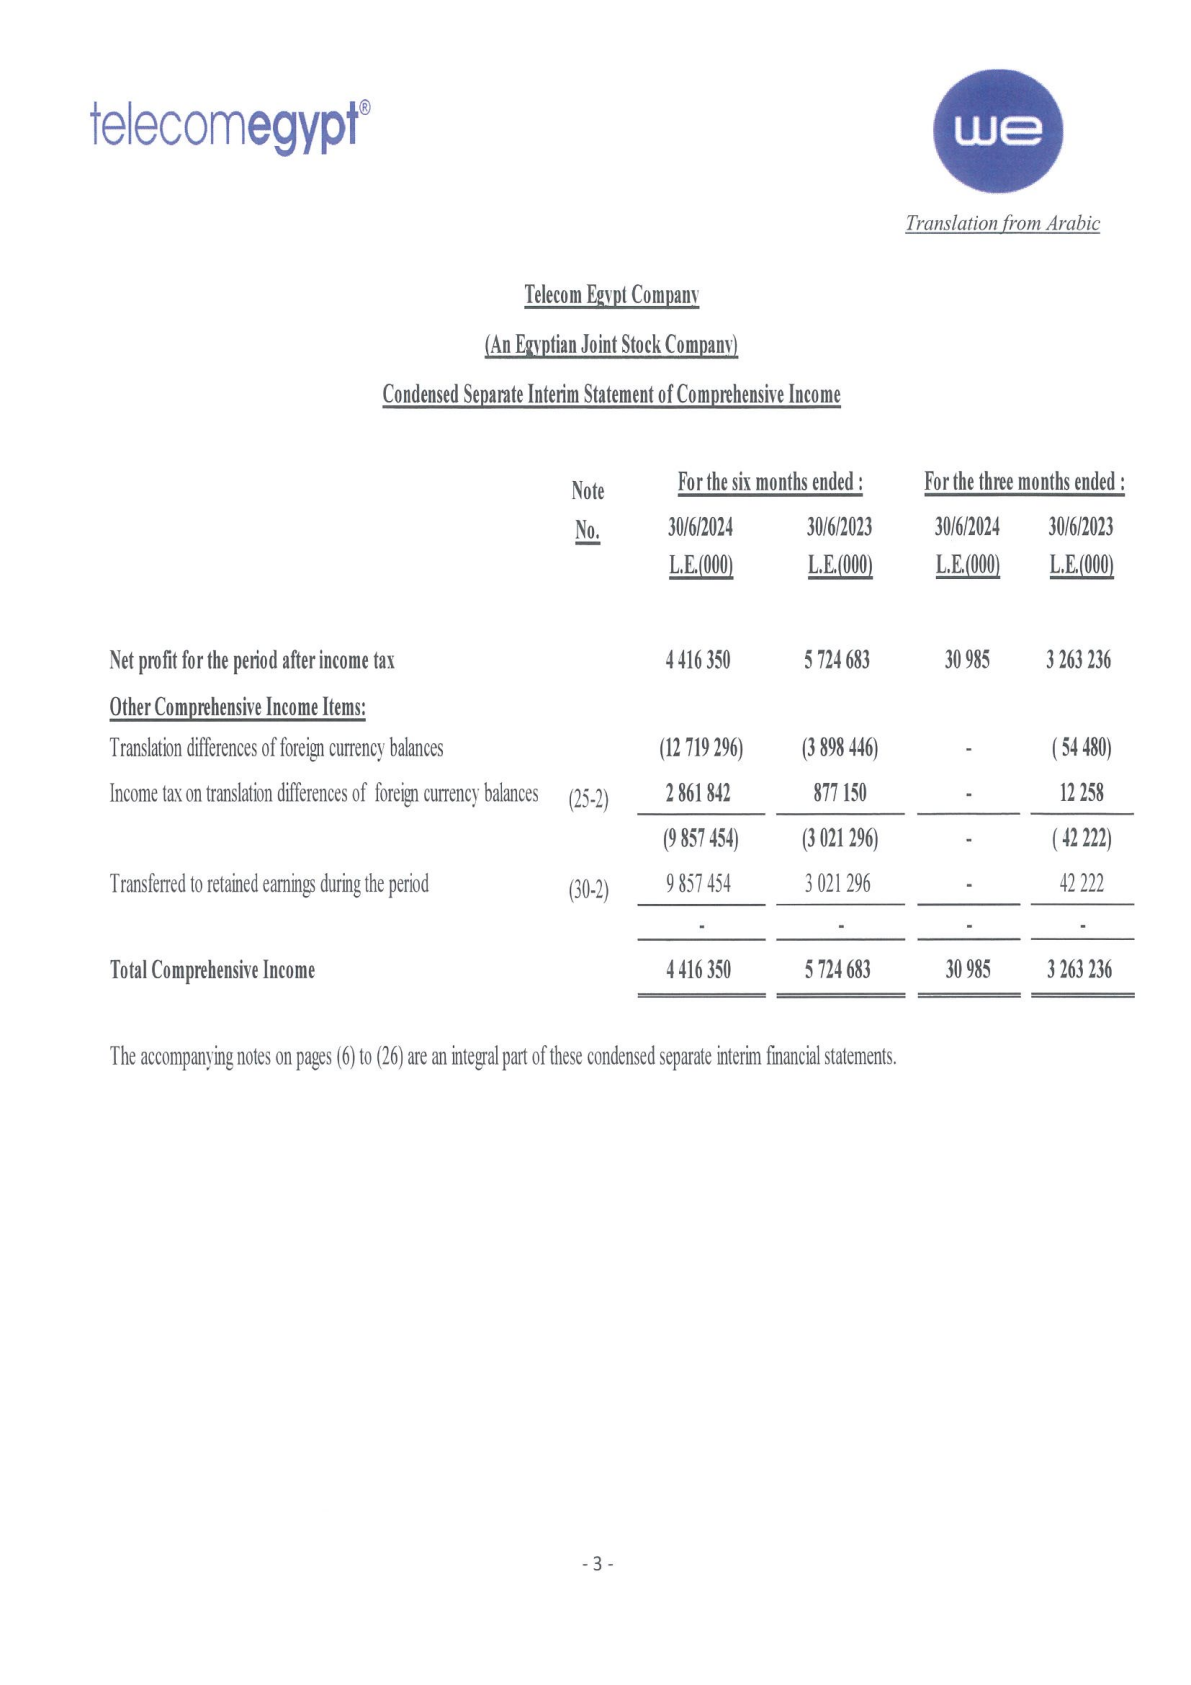 telecomegypt®
we
Translation from Arabic
Telecom Egypt Company
(An Egyptian Joint Stock Company)
Condensed Separate Interim Statement of Comprehensive Income
Note For the six months ended : For the three months ended :
No. 30/6/2024 30/6/2023 30/6/2024 30/6/2023
L.E.(000) L.E.(000) L.E.(000) L.E.(000)
Net profit for the period after income tax 4 416 350 5 724 683 30 985 3 263 236
Other Comprehensive Income Items:
Translation differences of foreign currency balances (12 719 296) (3 898 446) - ( 54 480)
Income tax on translation differences of foreign currency balances (25-2) 2 861 842 877 150 - 12 258
(9 857 454) (3 021 296) - ( 42 222)
Transferred to retained earnings during the period (30-2) 9 857 454 3 021 296 - 42 222
- - - -
Total Comprehensive Income 4 416 350 5 724 683 30 985 3 263 236
The accompanying notes on pages (6) to (26) are an integral part of these condensed separate interim financial statements.
- 3 -